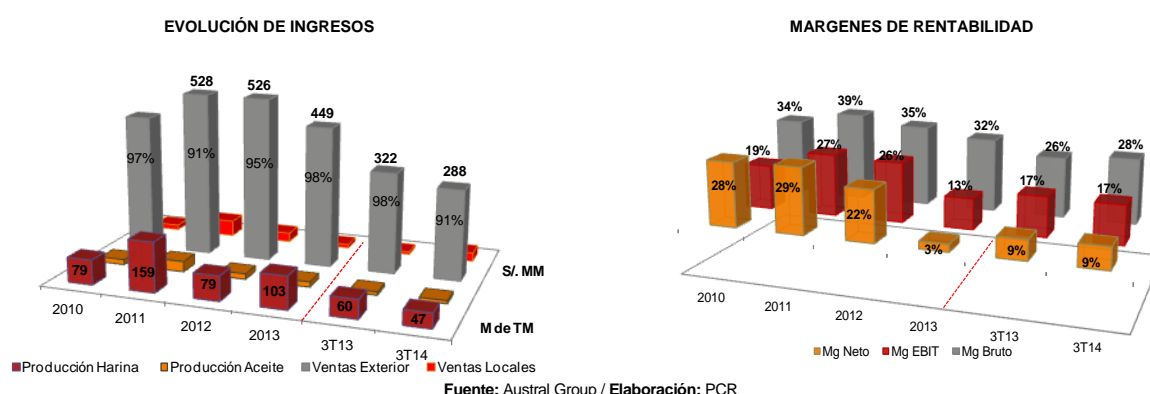 EVOLUCIÓN DE INGRESOS
528
526
449
322
288
97%
91%
95%
98%
98%
91%
79
159
79
103
60
47
S/. MM
M de TM
2010
2011
2012
2013
3T13
3T14
Producción Harina
Producción Aceite
Ventas Exterior
Ventas Locales
MARGENES DE RENTABILIDAD
34%
39%
35%
32%
26%
28%
19%
27%
26%
13%
17%
17%
28%
29%
22%
3%
9%
9%
2010
2011
2012
2013
3T13
3T14
Mg Neto
Mg EBIT
Mg Bruto
Fuente: Austral Group / Elaboración: PCR